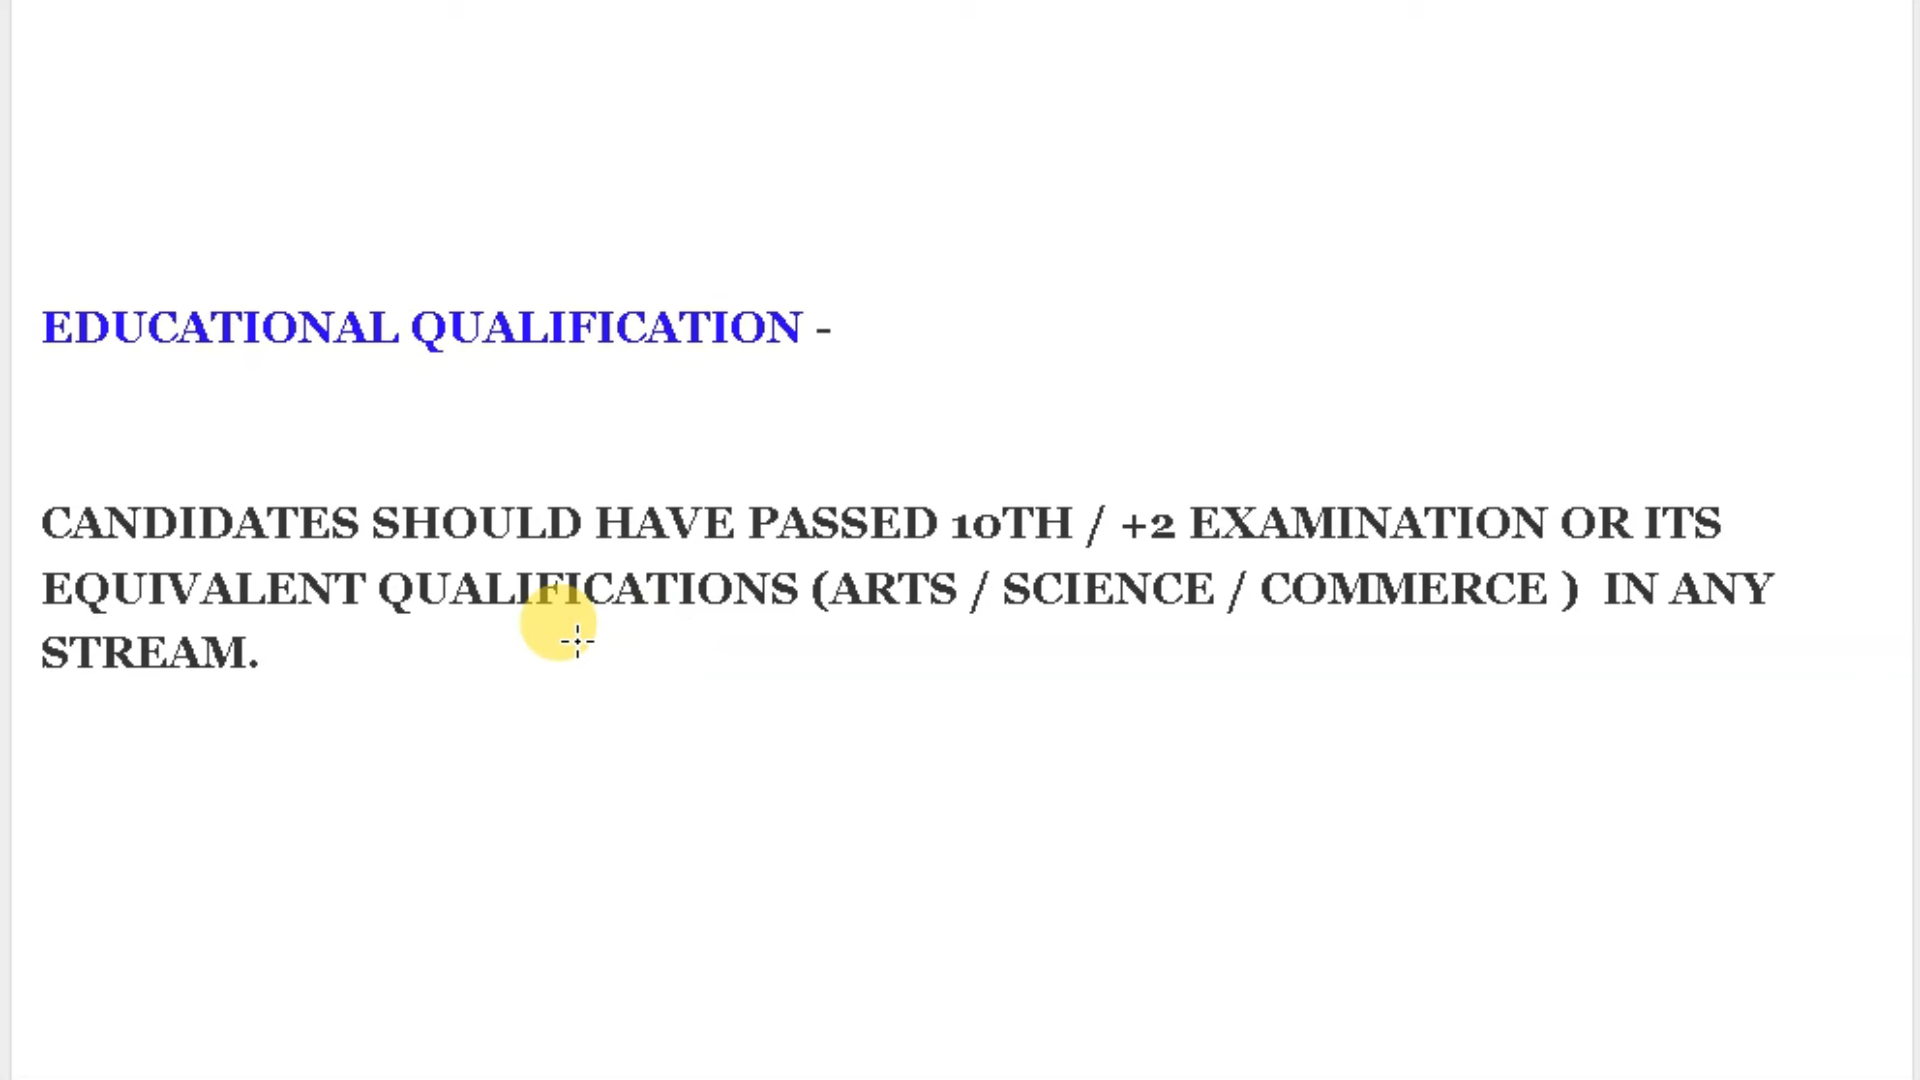 EDUCATIONAL QUALIFICATION -
CANDIDATES SHOULD HAVE PASSED 10TH / +2 EXAMINATION OR ITS
EQUIVALENT QUALIFICATIONS (ARTS / SCIENCE / COMMERCE )  IN ANY
STREAM.